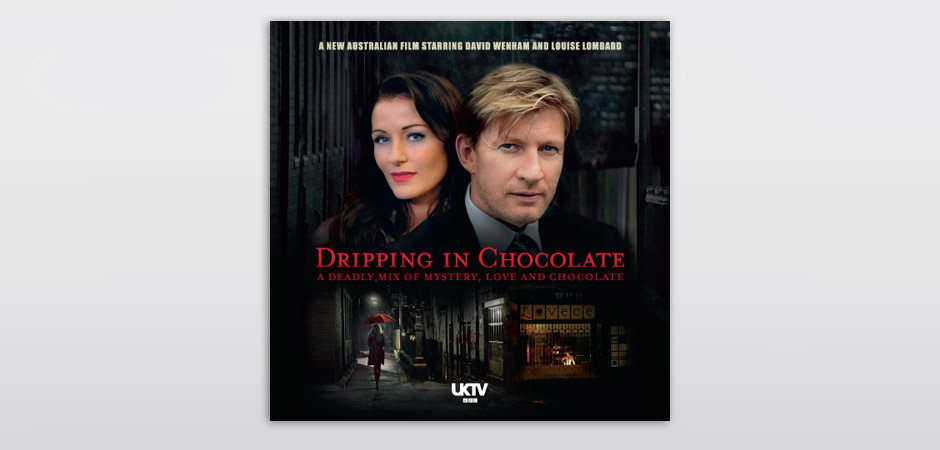 A NEW AUSTRALIAN FILM STARRING DAVID WENHAM AND LOUISE LOMBARD
DRIPPING IN CHOCOLATE
A DEADLY MIX OF MYSTERY, LOVE AND CHOCOLATE
Lovece
UKTV
BBC